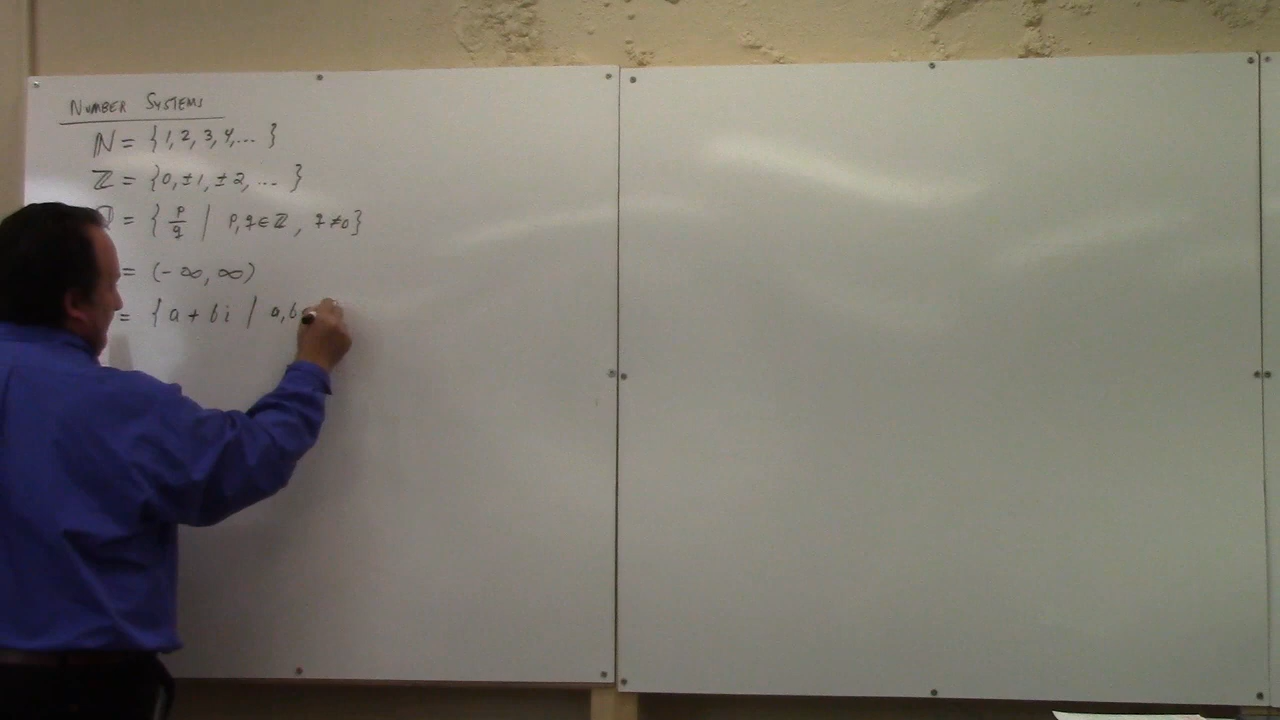 NUMBER SYSTEMS
ℕ = {1, 2, 3, 4, ... }
ℤ = {0, ±1, ±2, ... }
= { p/q | p, q ∈ ℤ, q ≠ 0}
= (-∞, ∞)
= {a + bi | a, b